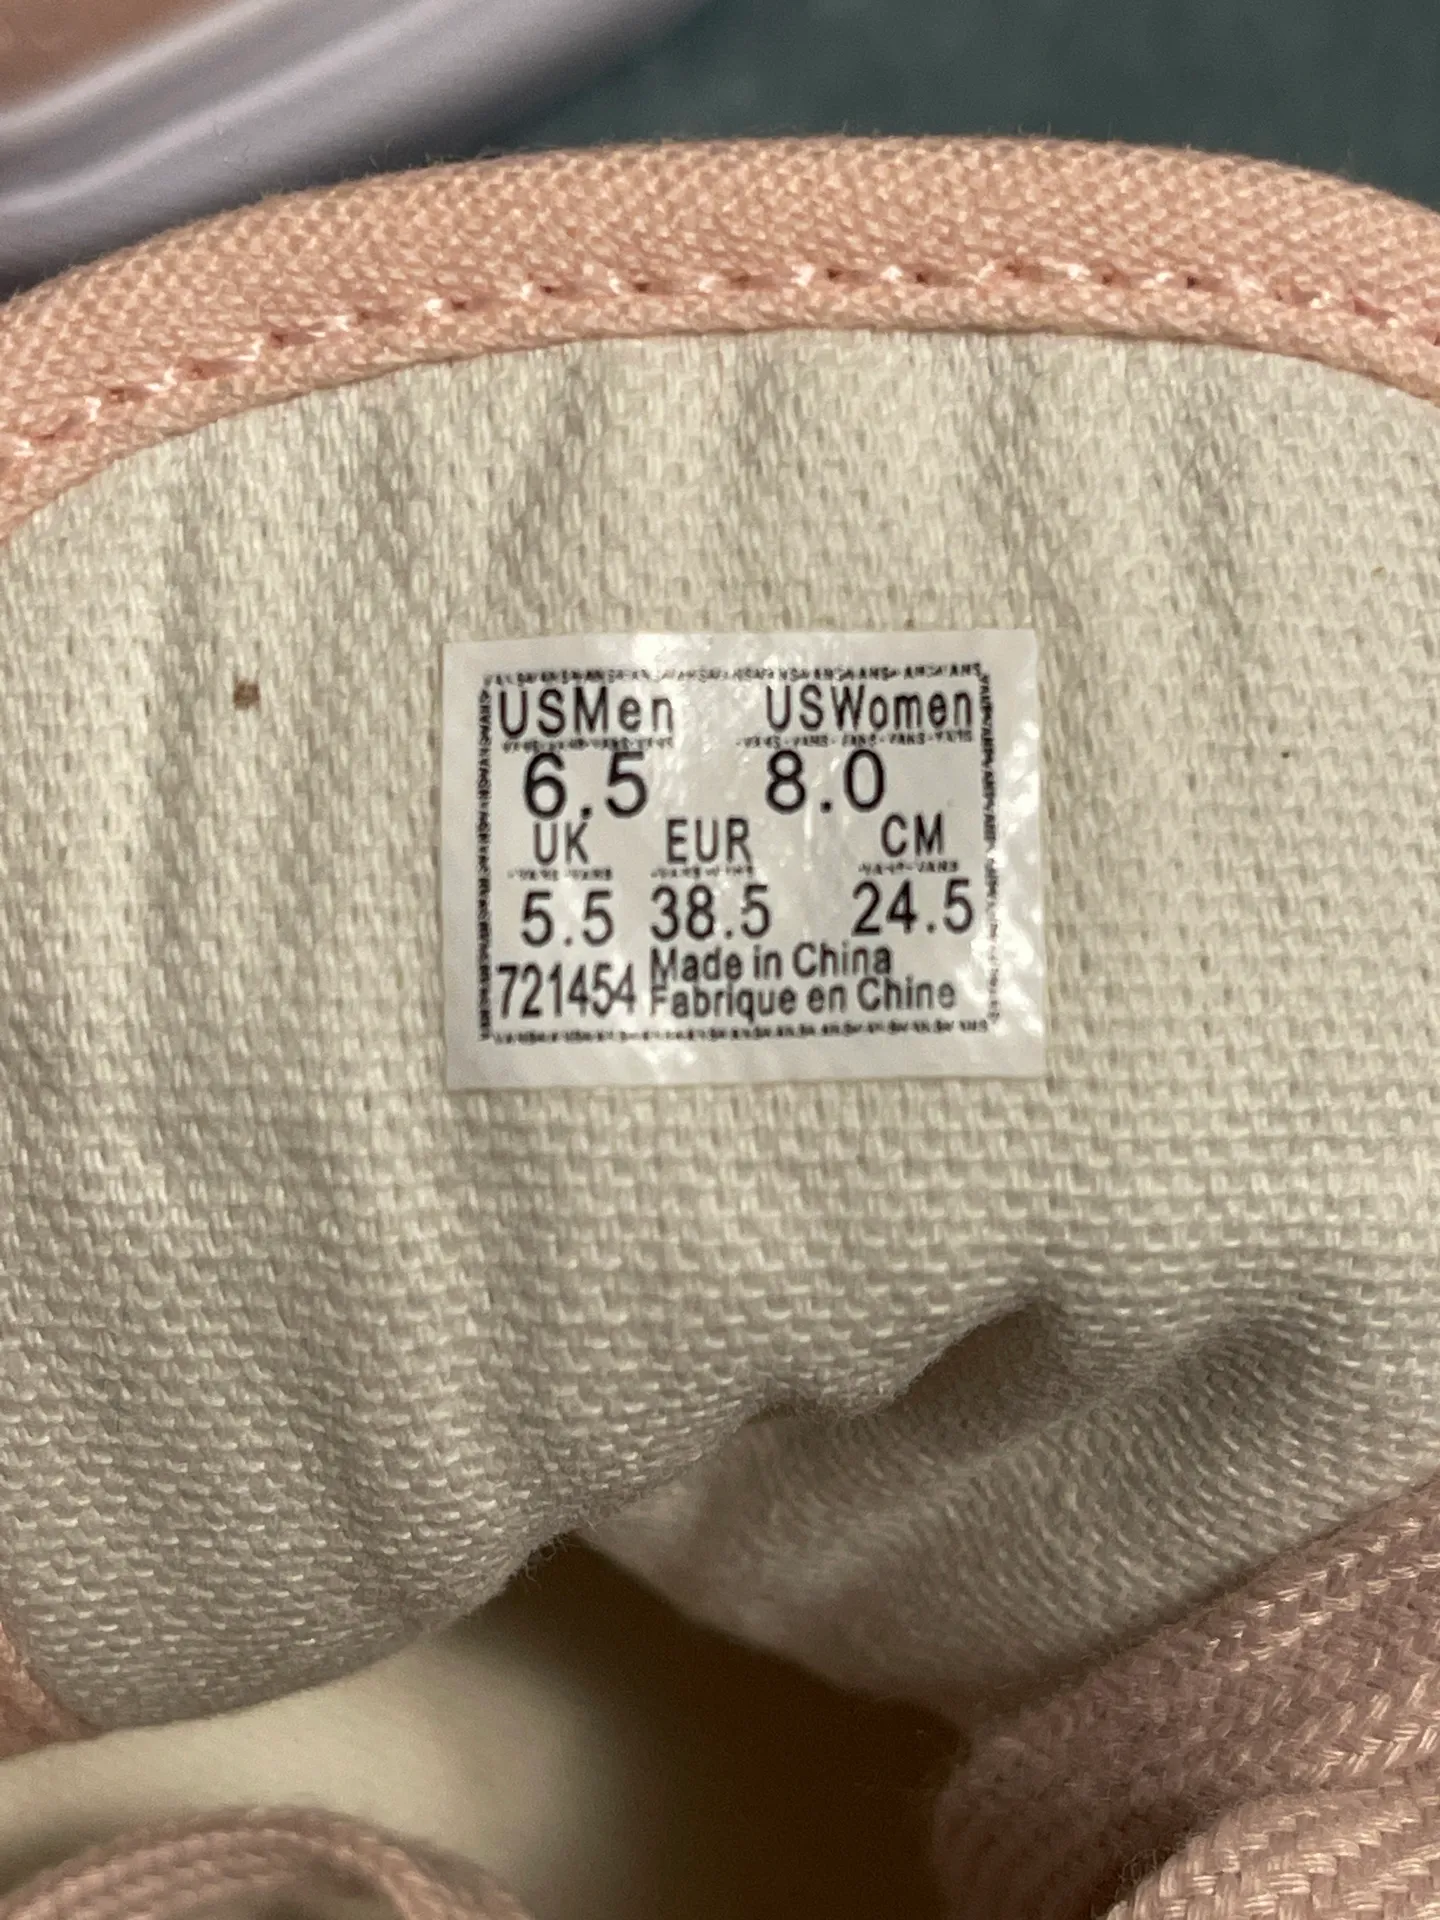 USMen USWomen
6.5 8.0
UK EUR CM
5.5 38.5 24.5
721454 Made in China
Fabrique en Chine